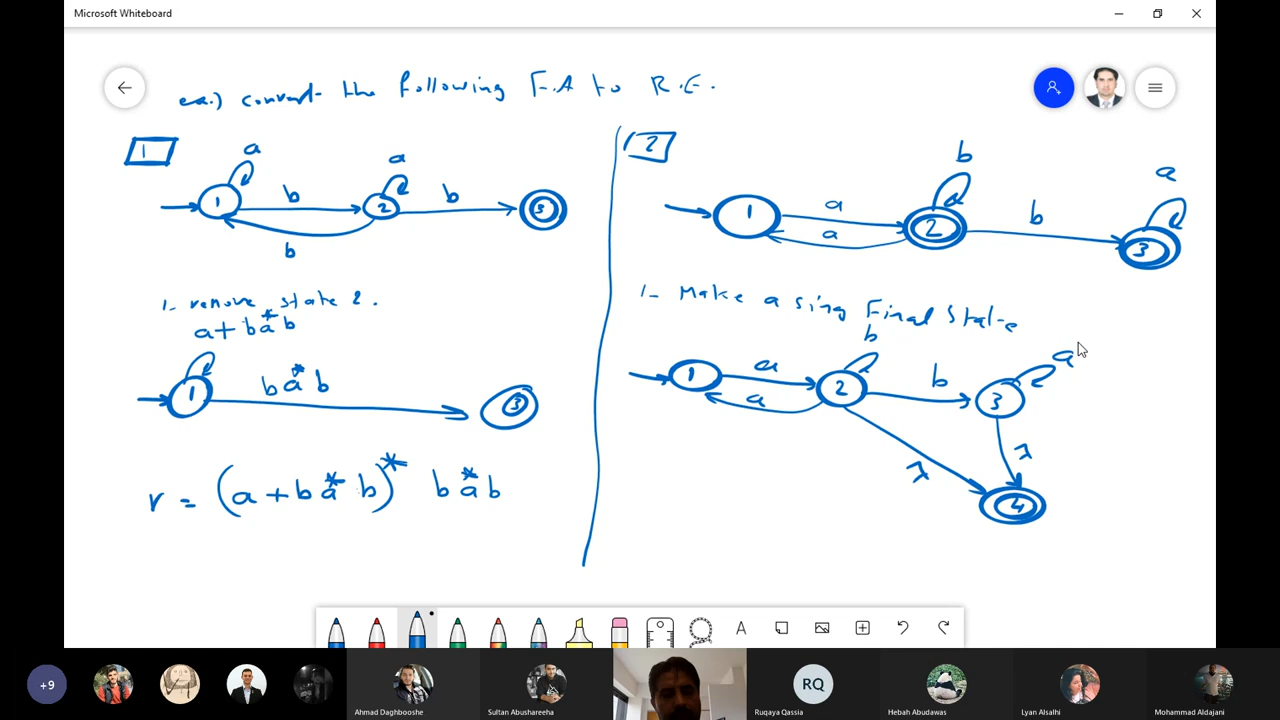 Microsoft Whiteboard
ex.) convert the following F.A to R.E.
1
a
a
1
b
2
b
3
b
1- remove state 2.
a+ba*b
1
ba*b
3
r = (a+ba*b)* ba*b
2
b
a
1
a
2
b
3
a
1- Make a sing Final State
b
1
a
2
b
3
a
a
λ
λ
4
A
+9
Ahmad Daghbooshe
Sultan Abushareeha
RQ
Ruqaya Qassia
Hebah Abudawas
Lyan Alsalhi
Mohammad Aldajani